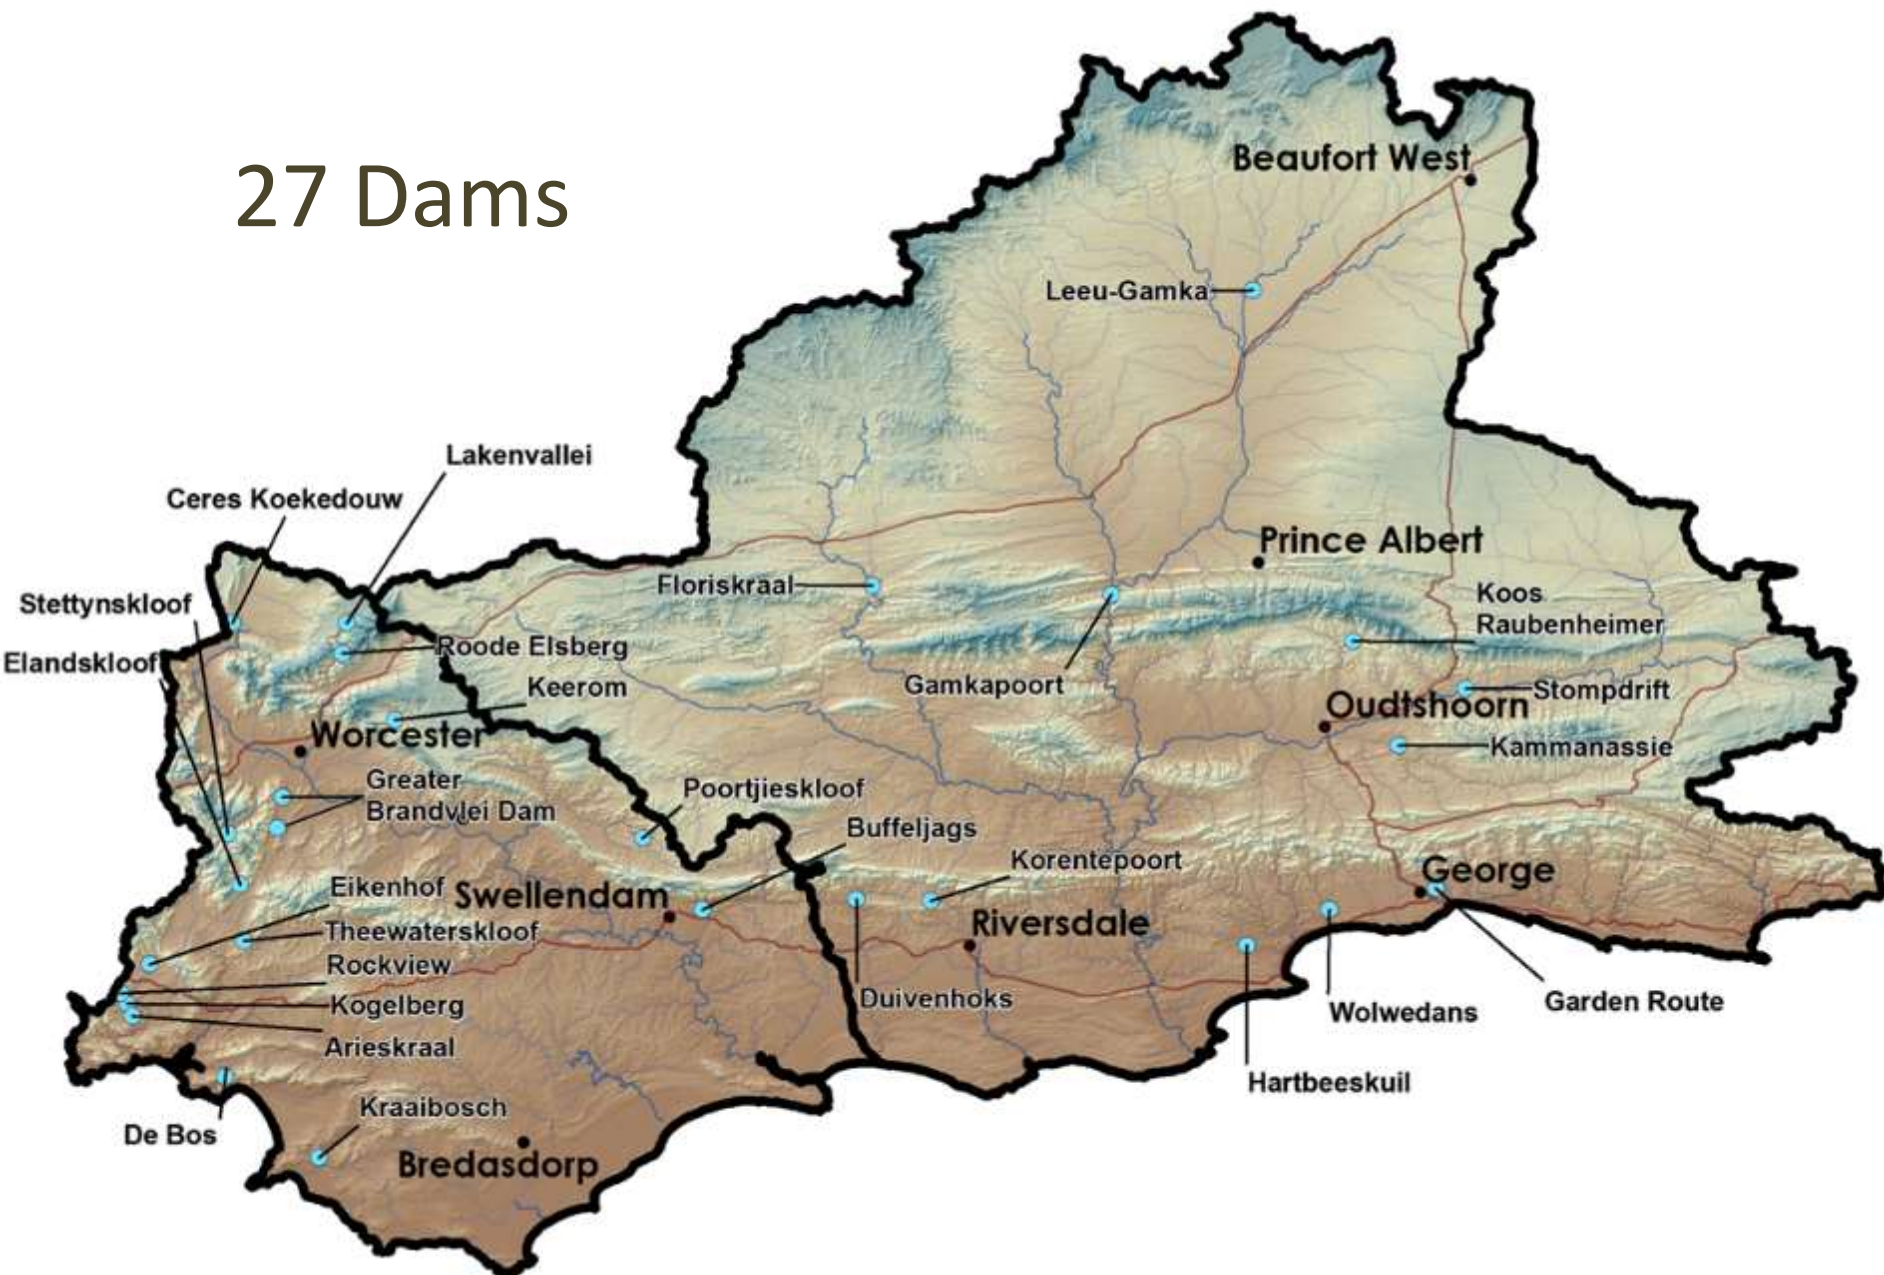 27 Dams
Beaufort West
Leeu-Gamka
Lakenvallei
Ceres Koekedouw
Prince Albert
Floriskraal
Koos
Raubenheimer
Stettynskloof
Roode Elsberg
Elandskloof
Keerom
Gamkapoort
Stompdrift
Oudtshoorn
Worcester
Kammanassie
Greater
Brandvlei Dam
Poortjieskloof
Buffeljags
Korentepoort
George
Eikenhof
Swellendam
Riversdale
Theewaterskloof
Rockview
Duivenhoks
Kogelberg
Wolwedans
Garden Route
Arieskraal
Hartbeeskuil
Kraaibosch
De Bos
Bredasdorp